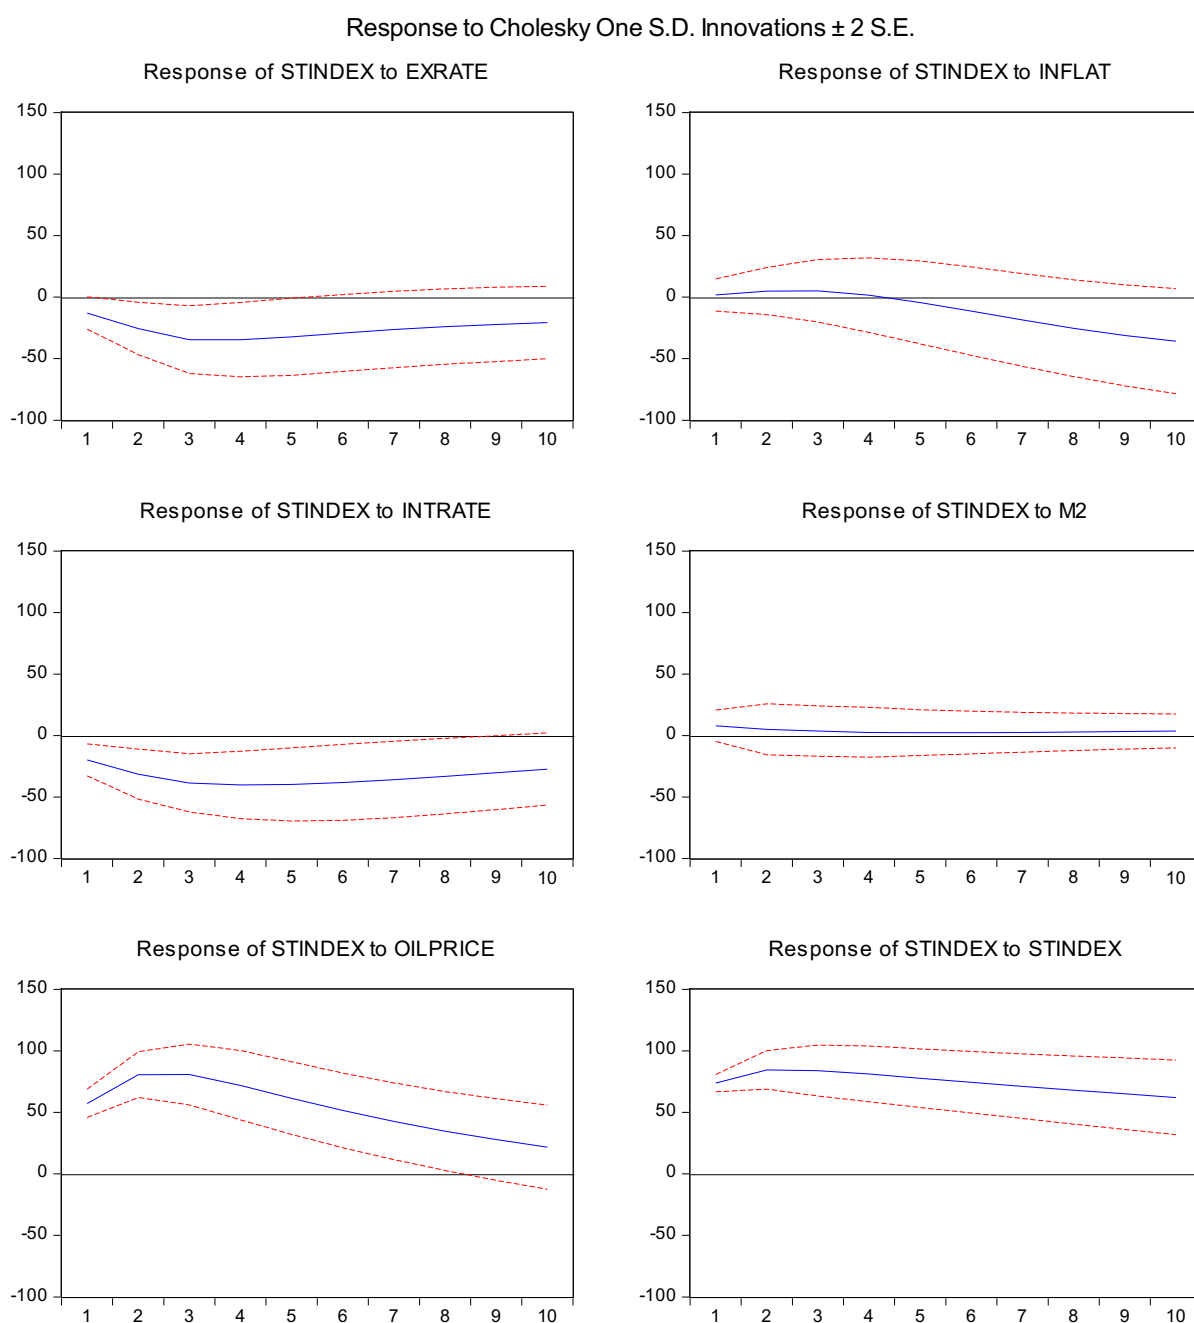 Response to Cholesky One S.D. Innovations ± 2 S.E.
Response of STINDEX to EXRATE
150
100
50
0
-50
-100
1 2 3 4 5 6 7 8 9 10
Response of STINDEX to INFLAT
150
100
50
0
-50
-100
1 2 3 4 5 6 7 8 9 10
Response of STINDEX to INTRATE
150
100
50
0
-50
-100
1 2 3 4 5 6 7 8 9 10
Response of STINDEX to M2
150
100
50
0
-50
-100
1 2 3 4 5 6 7 8 9 10
Response of STINDEX to OILPRICE
150
100
50
0
-50
-100
1 2 3 4 5 6 7 8 9 10
Response of STINDEX to STINDEX
150
100
50
0
-50
-100
1 2 3 4 5 6 7 8 9 10